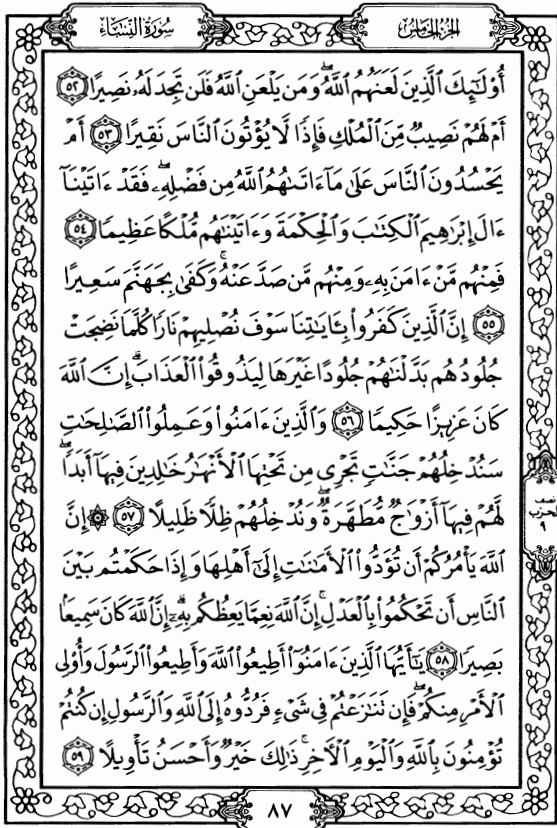 الجزء الخامس
سورة النساء
أُو۟لَـٰٓئِكَ ٱلَّذِينَ لَعَنَهُمُ ٱللَّهُ ۖ وَمَن يَلْعَنِ ٱللَّهُ فَلَن تَجِدَ لَهُۥ نَصِيرًا ٥٢
أَمْ لَهُمْ نَصِيبٌ مِّنَ ٱلْمُلْكِ فَإِذًا لَّا يُؤْتُونَ ٱلنَّاسَ نَقِيرًا ٥٣ أَمْ
يَحْسُدُونَ ٱلنَّاسَ عَلَىٰ مَآ ءَاتَىٰهُمُ ٱللَّهُ مِن فَضْلِهِۦ ۖ فَقَدْ ءَاتَيْنَآ
ءَالَ إِبْرَٰهِيمَ ٱلْكِتَـٰبَ وَٱلْحِكْمَةَ وَءَاتَيْنَـٰهُم مُّلْكًا عَظِيمًا ٥٤
فَمِنْهُم مَّنْ ءَامَنَ بِهِۦ وَمِنْهُم مَّن صَدَّ عَنْهُ ۚ وَكَفَىٰ بِجَهَنَّمَ سَعِيرًا
٥٥ إِنَّ ٱلَّذِينَ كَفَرُوا۟ بِـَٔايَـٰتِنَا سَوْفَ نُصْلِيهِمْ نَارًا كُلَّمَا نَضِجَتْ
جُلُودُهُم بَدَّلْنَـٰهُمْ جُلُودًا غَيْرَهَا لِيَذُوقُوا۟ ٱلْعَذَابَ ۗ إِنَّ ٱللَّهَ
كَانَ عَزِيزًا حَكِيمًا ٥٦ وَٱلَّذِينَ ءَامَنُوا۟ وَعَمِلُوا۟ ٱلصَّـٰلِحَـٰتِ
سَنُدْخِلُهُمْ جَنَّـٰتٍ تَجْرِى مِن تَحْتِهَا ٱلْأَنْهَـٰرُ خَـٰلِدِينَ فِيهَآ أَبَدًا ۖ
لَّهُمْ فِيهَآ أَزْوَٰجٌ مُّطَهَّرَةٌ ۖ وَنُدْخِلُهُمْ ظِلًّا ظَلِيلًا ٥٧ ۞ إِنَّ
ٱللَّهَ يَأْمُرُكُمْ أَن تُؤَدُّوا۟ ٱلْأَمَـٰنَـٰتِ إِلَىٰٓ أَهْلِهَا وَإِذَا حَكَمْتُم بَيْنَ
ٱلنَّاسِ أَن تَحْكُمُوا۟ بِٱلْعَدْلِ ۚ إِنَّ ٱللَّهَ نِعِمَّا يَعِظُكُم بِهِۦٓ ۗ إِنَّ ٱللَّهَ كَانَ سَمِيعًۢا
بَصِيرًا ٥٨ يَـٰٓأَيُّهَا ٱلَّذِينَ ءَامَنُوٓا۟ أَطِيعُوا۟ ٱللَّهَ وَأَطِيعُوا۟ ٱلرَّسُولَ وَأُو۟لِى
ٱلْأَمْرِ مِنكُمْ ۖ فَإِن تَنَـٰزَعْتُمْ فِى شَىْءٍ فَرُدُّوهُ إِلَى ٱللَّهِ وَٱلرَّسُولِ إِن كُنتُمْ
تُؤْمِنُونَ بِٱللَّهِ وَٱلْيَوْمِ ٱلْـَٔاخِرِ ۚ ذَٰلِكَ خَيْرٌ وَأَحْسَنُ تَأْوِيلًا ٥٩
نصف
الحزب
٩
٨٧